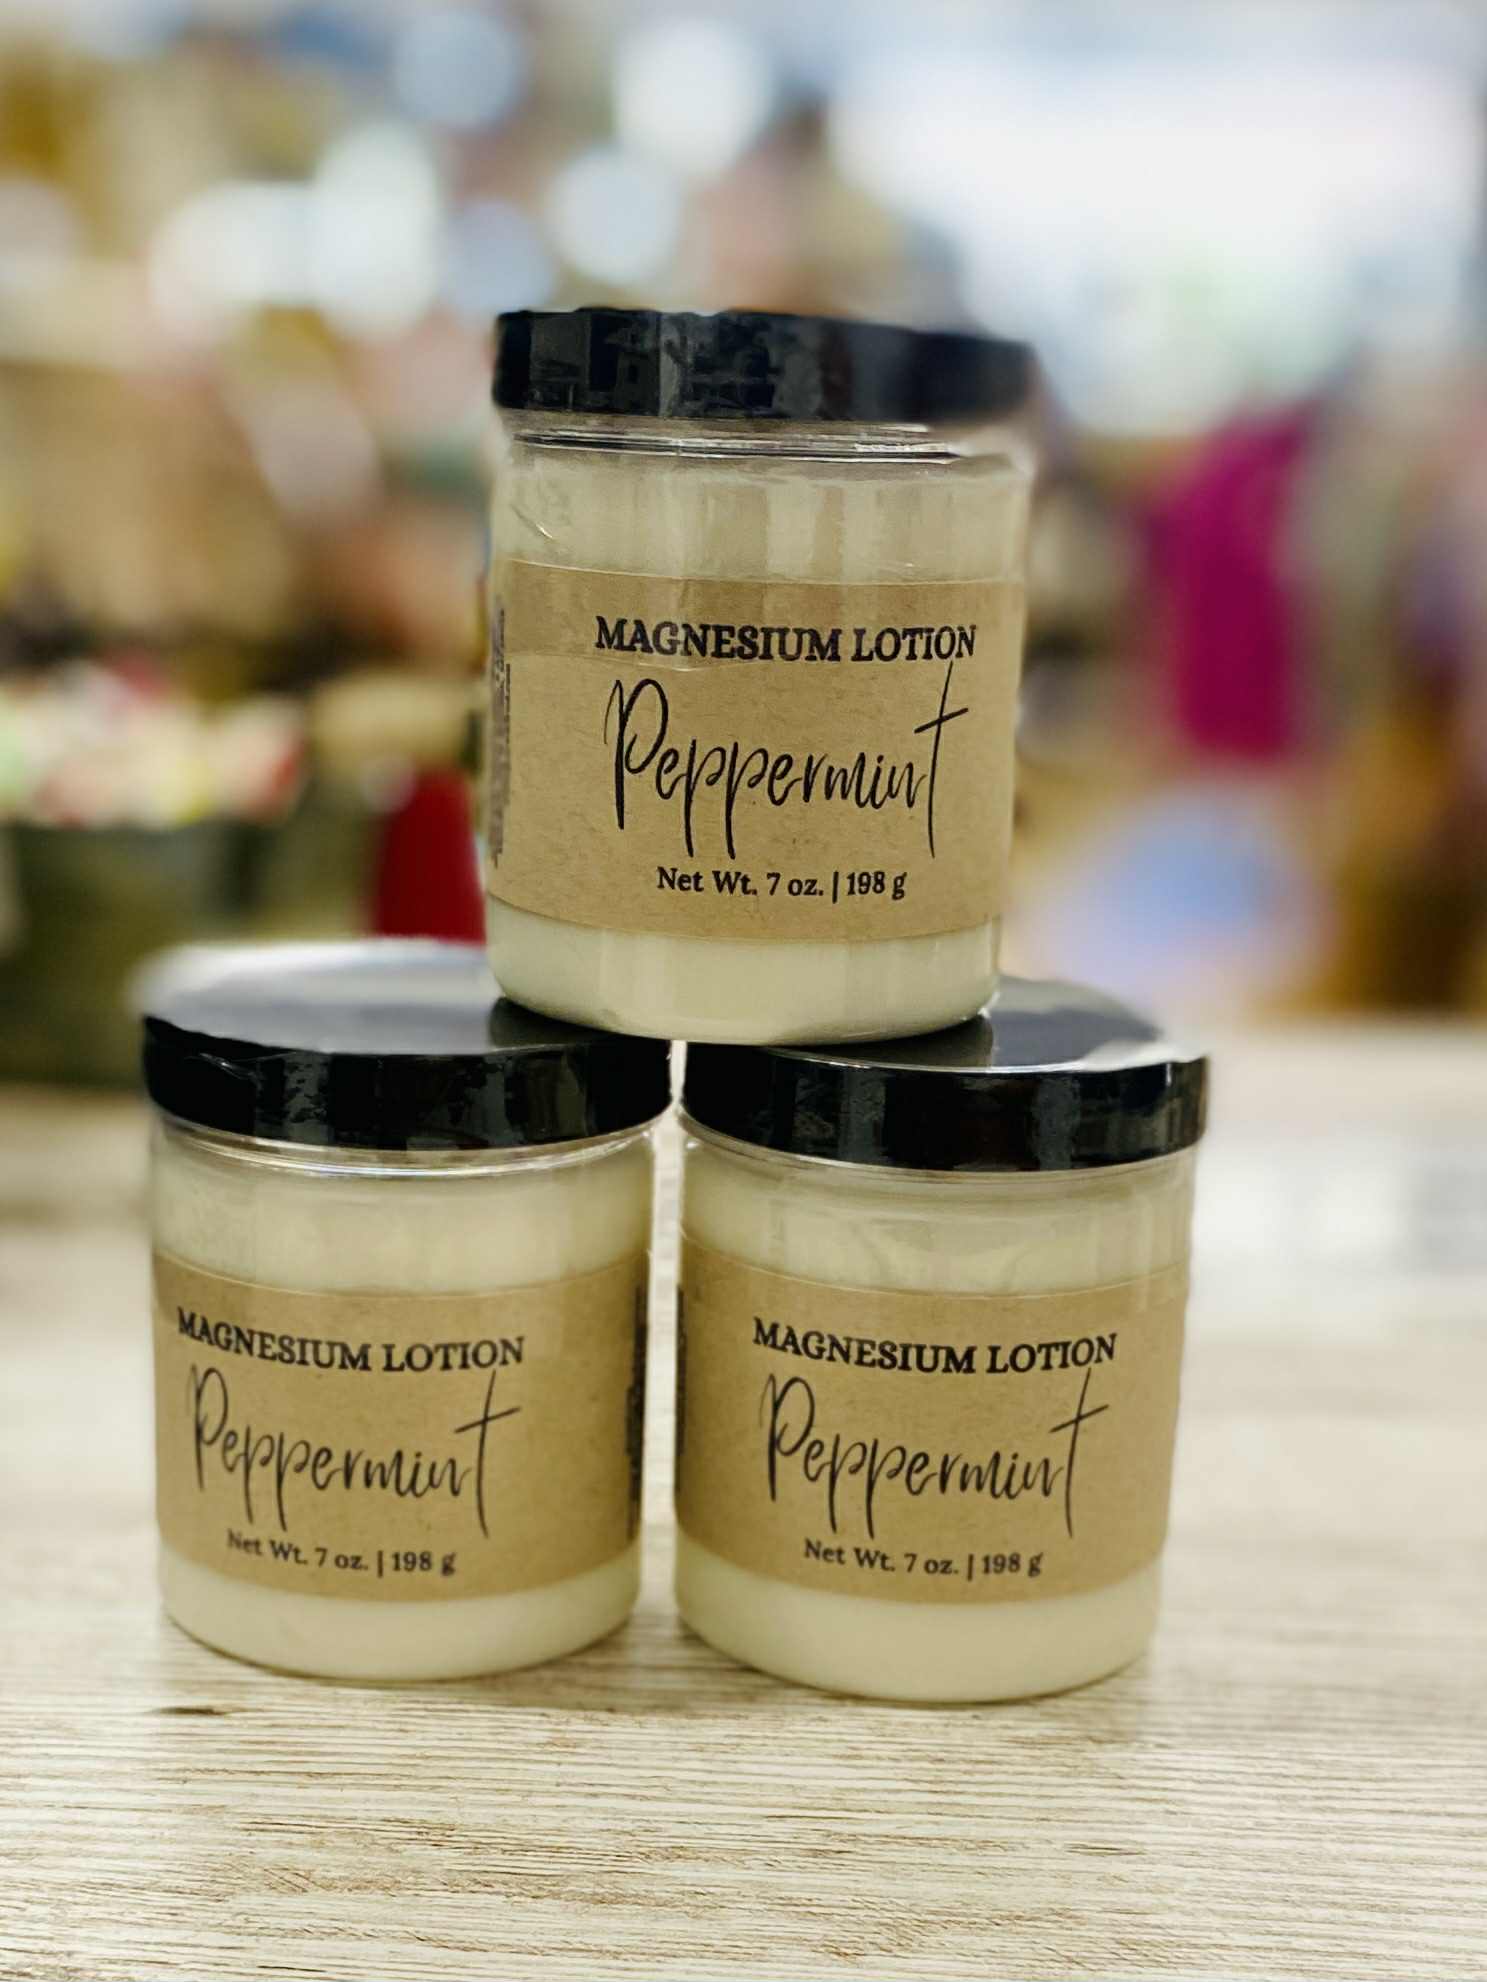 MAGNESIUM LOTION
Peppermint
Net Wt. 7 oz. | 198 g
MAGNESIUM LOTION
Peppermint
Net Wt. 7 oz. | 198 g
MAGNESIUM LOTION
Peppermint
Net Wt. 7 oz. | 198 g